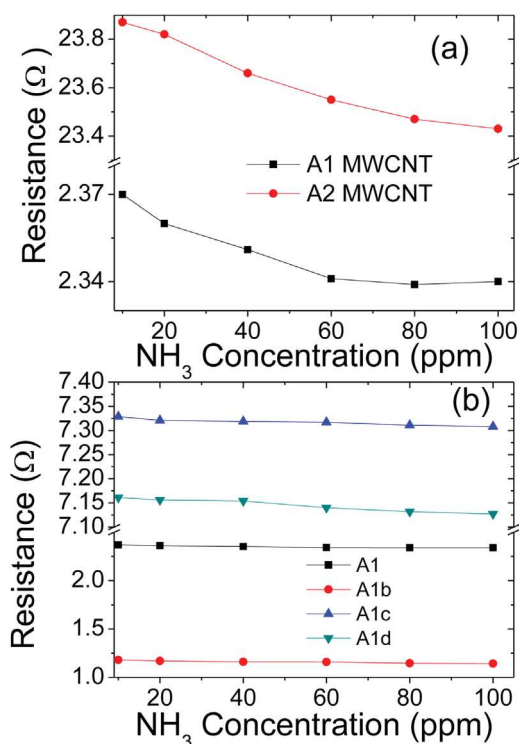 (a)
Resistance (Ω)
23.8
23.6
23.4
2.37
2.34
A1 MWCNT
A2 MWCNT
20 40 60 80 100
NH₃ Concentration (ppm)
(b)
Resistance (Ω)
7.40
7.35
7.30
7.25
7.20
7.15
7.10
2.0
1.5
1.0
A1
A1b
A1c
A1d
20 40 60 80 100
NH₃ Concentration (ppm)